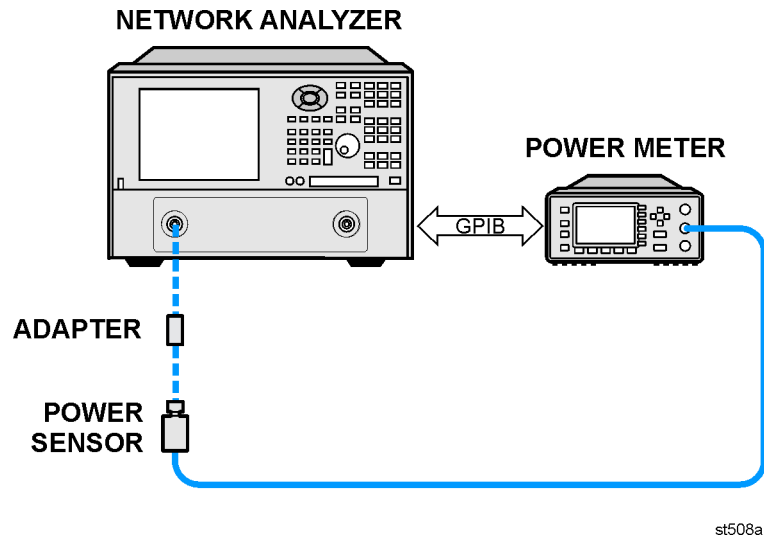 NETWORK ANALYZER
POWER METER
GPIB
ADAPTER
POWER
SENSOR
st508a